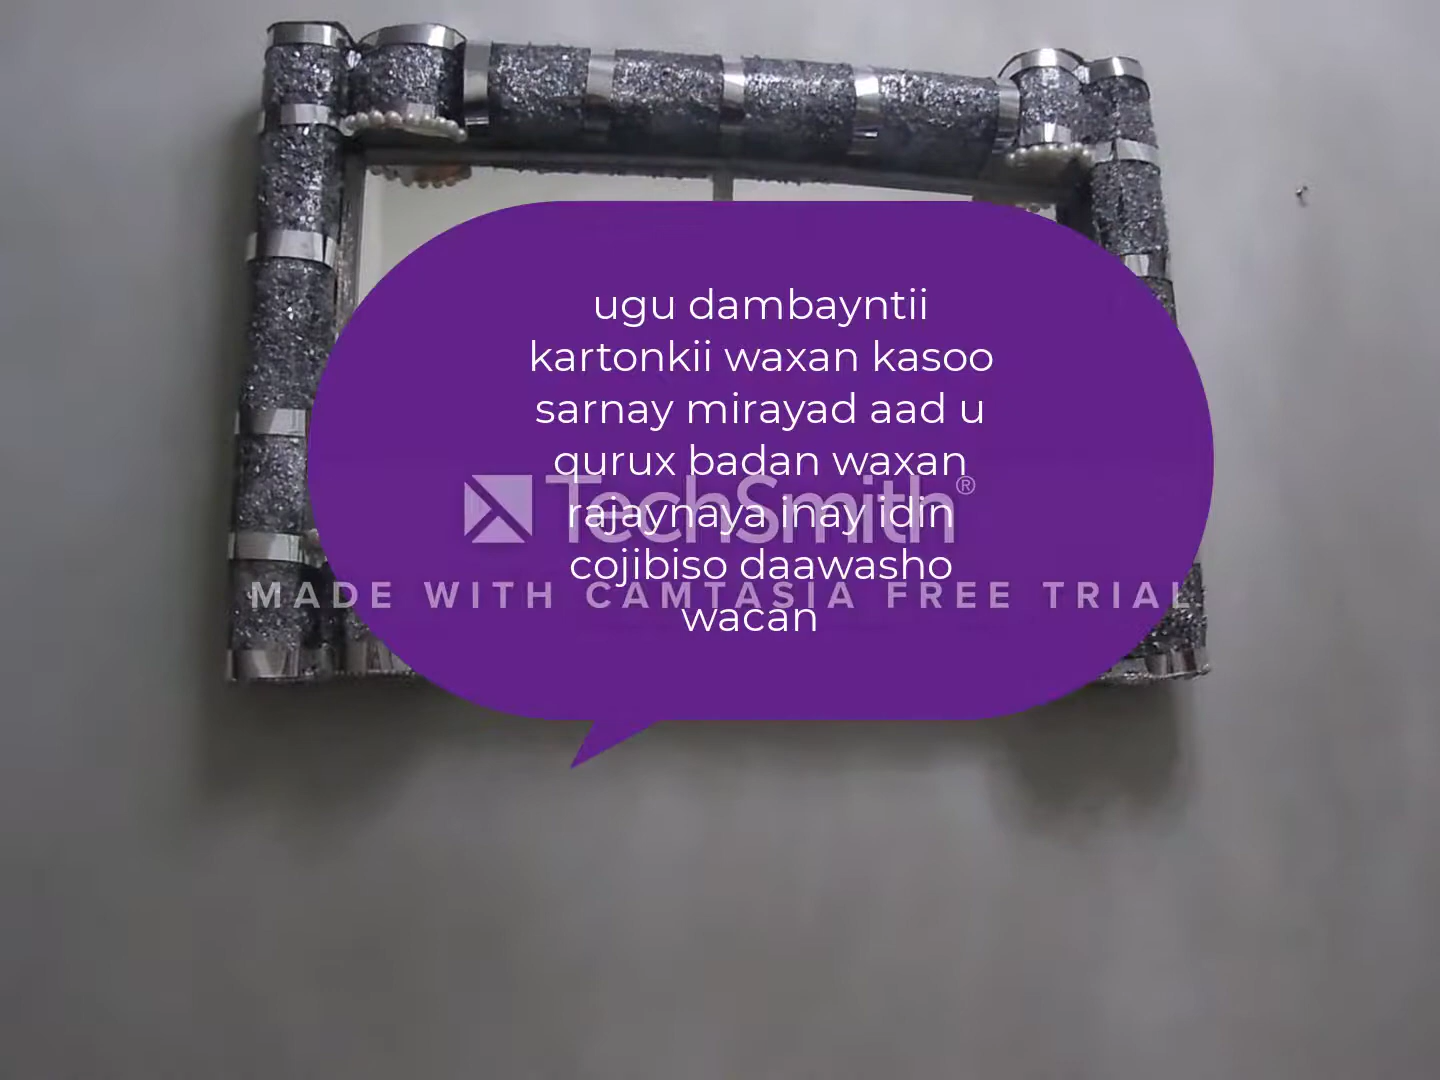 ugu dambayntii
kartonkii waxan kasoo
sarnay mirayad aad u
qurux badan waxan
TechSmith®
rajaynaya inay idin
cojibiso daawasho
MADE WITH CAMTASIA FREE TRIAL
wacan